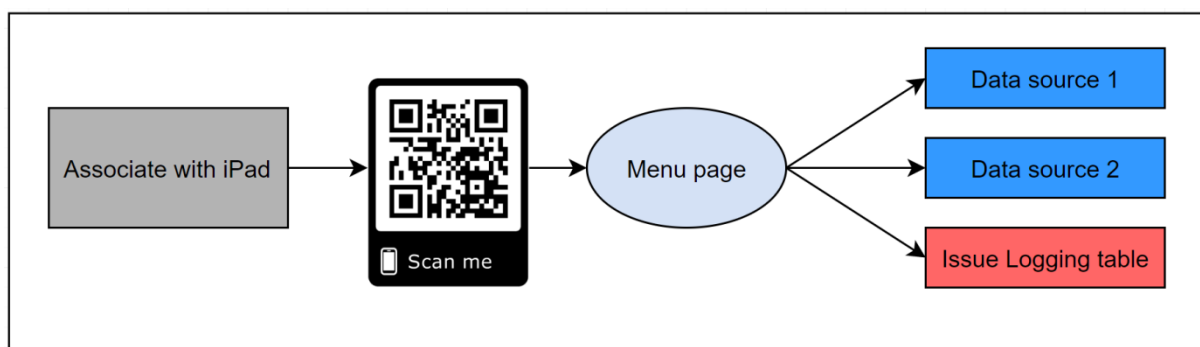 Associate with iPad
Scan me
Menu page
Data source 1
Data source 2
Issue Logging table